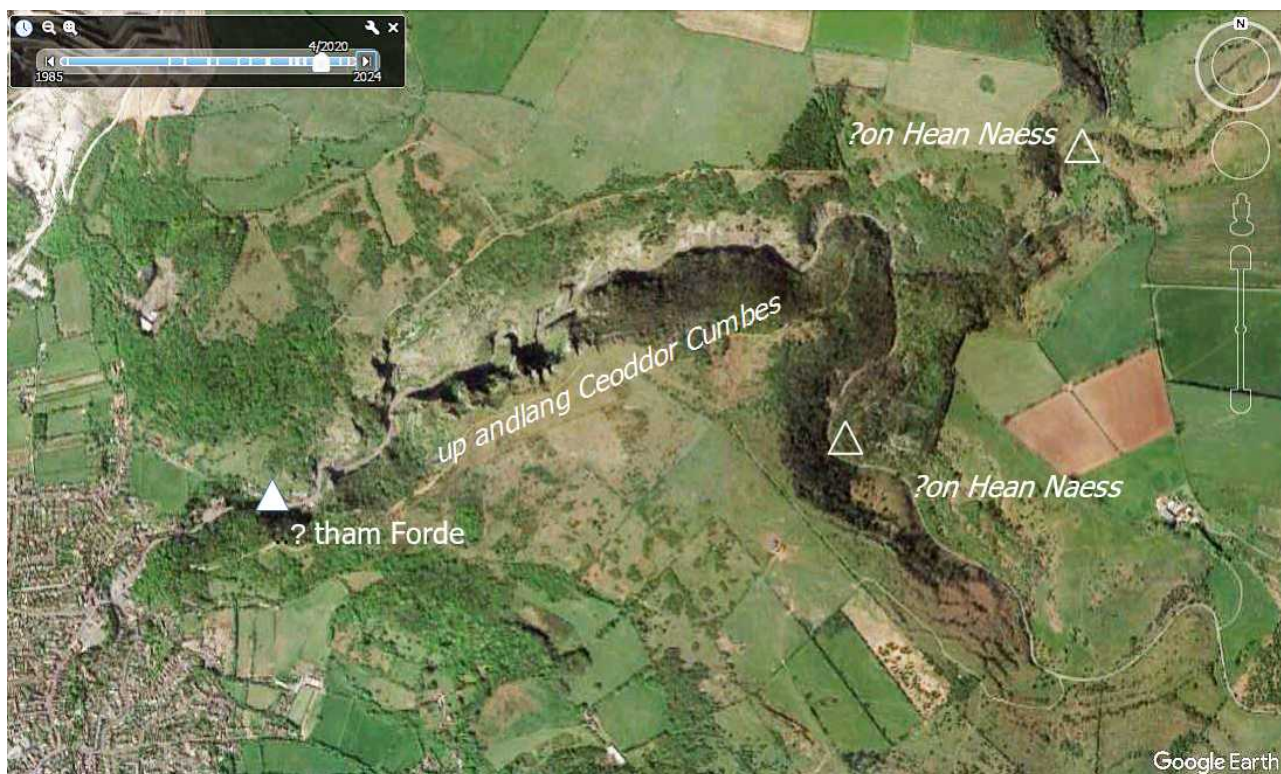 4/2020
1985
2024
N
?on Hean Naess
up andlang Ceoddor Cumbes
?on Hean Naess
? tham Forde
Google Earth